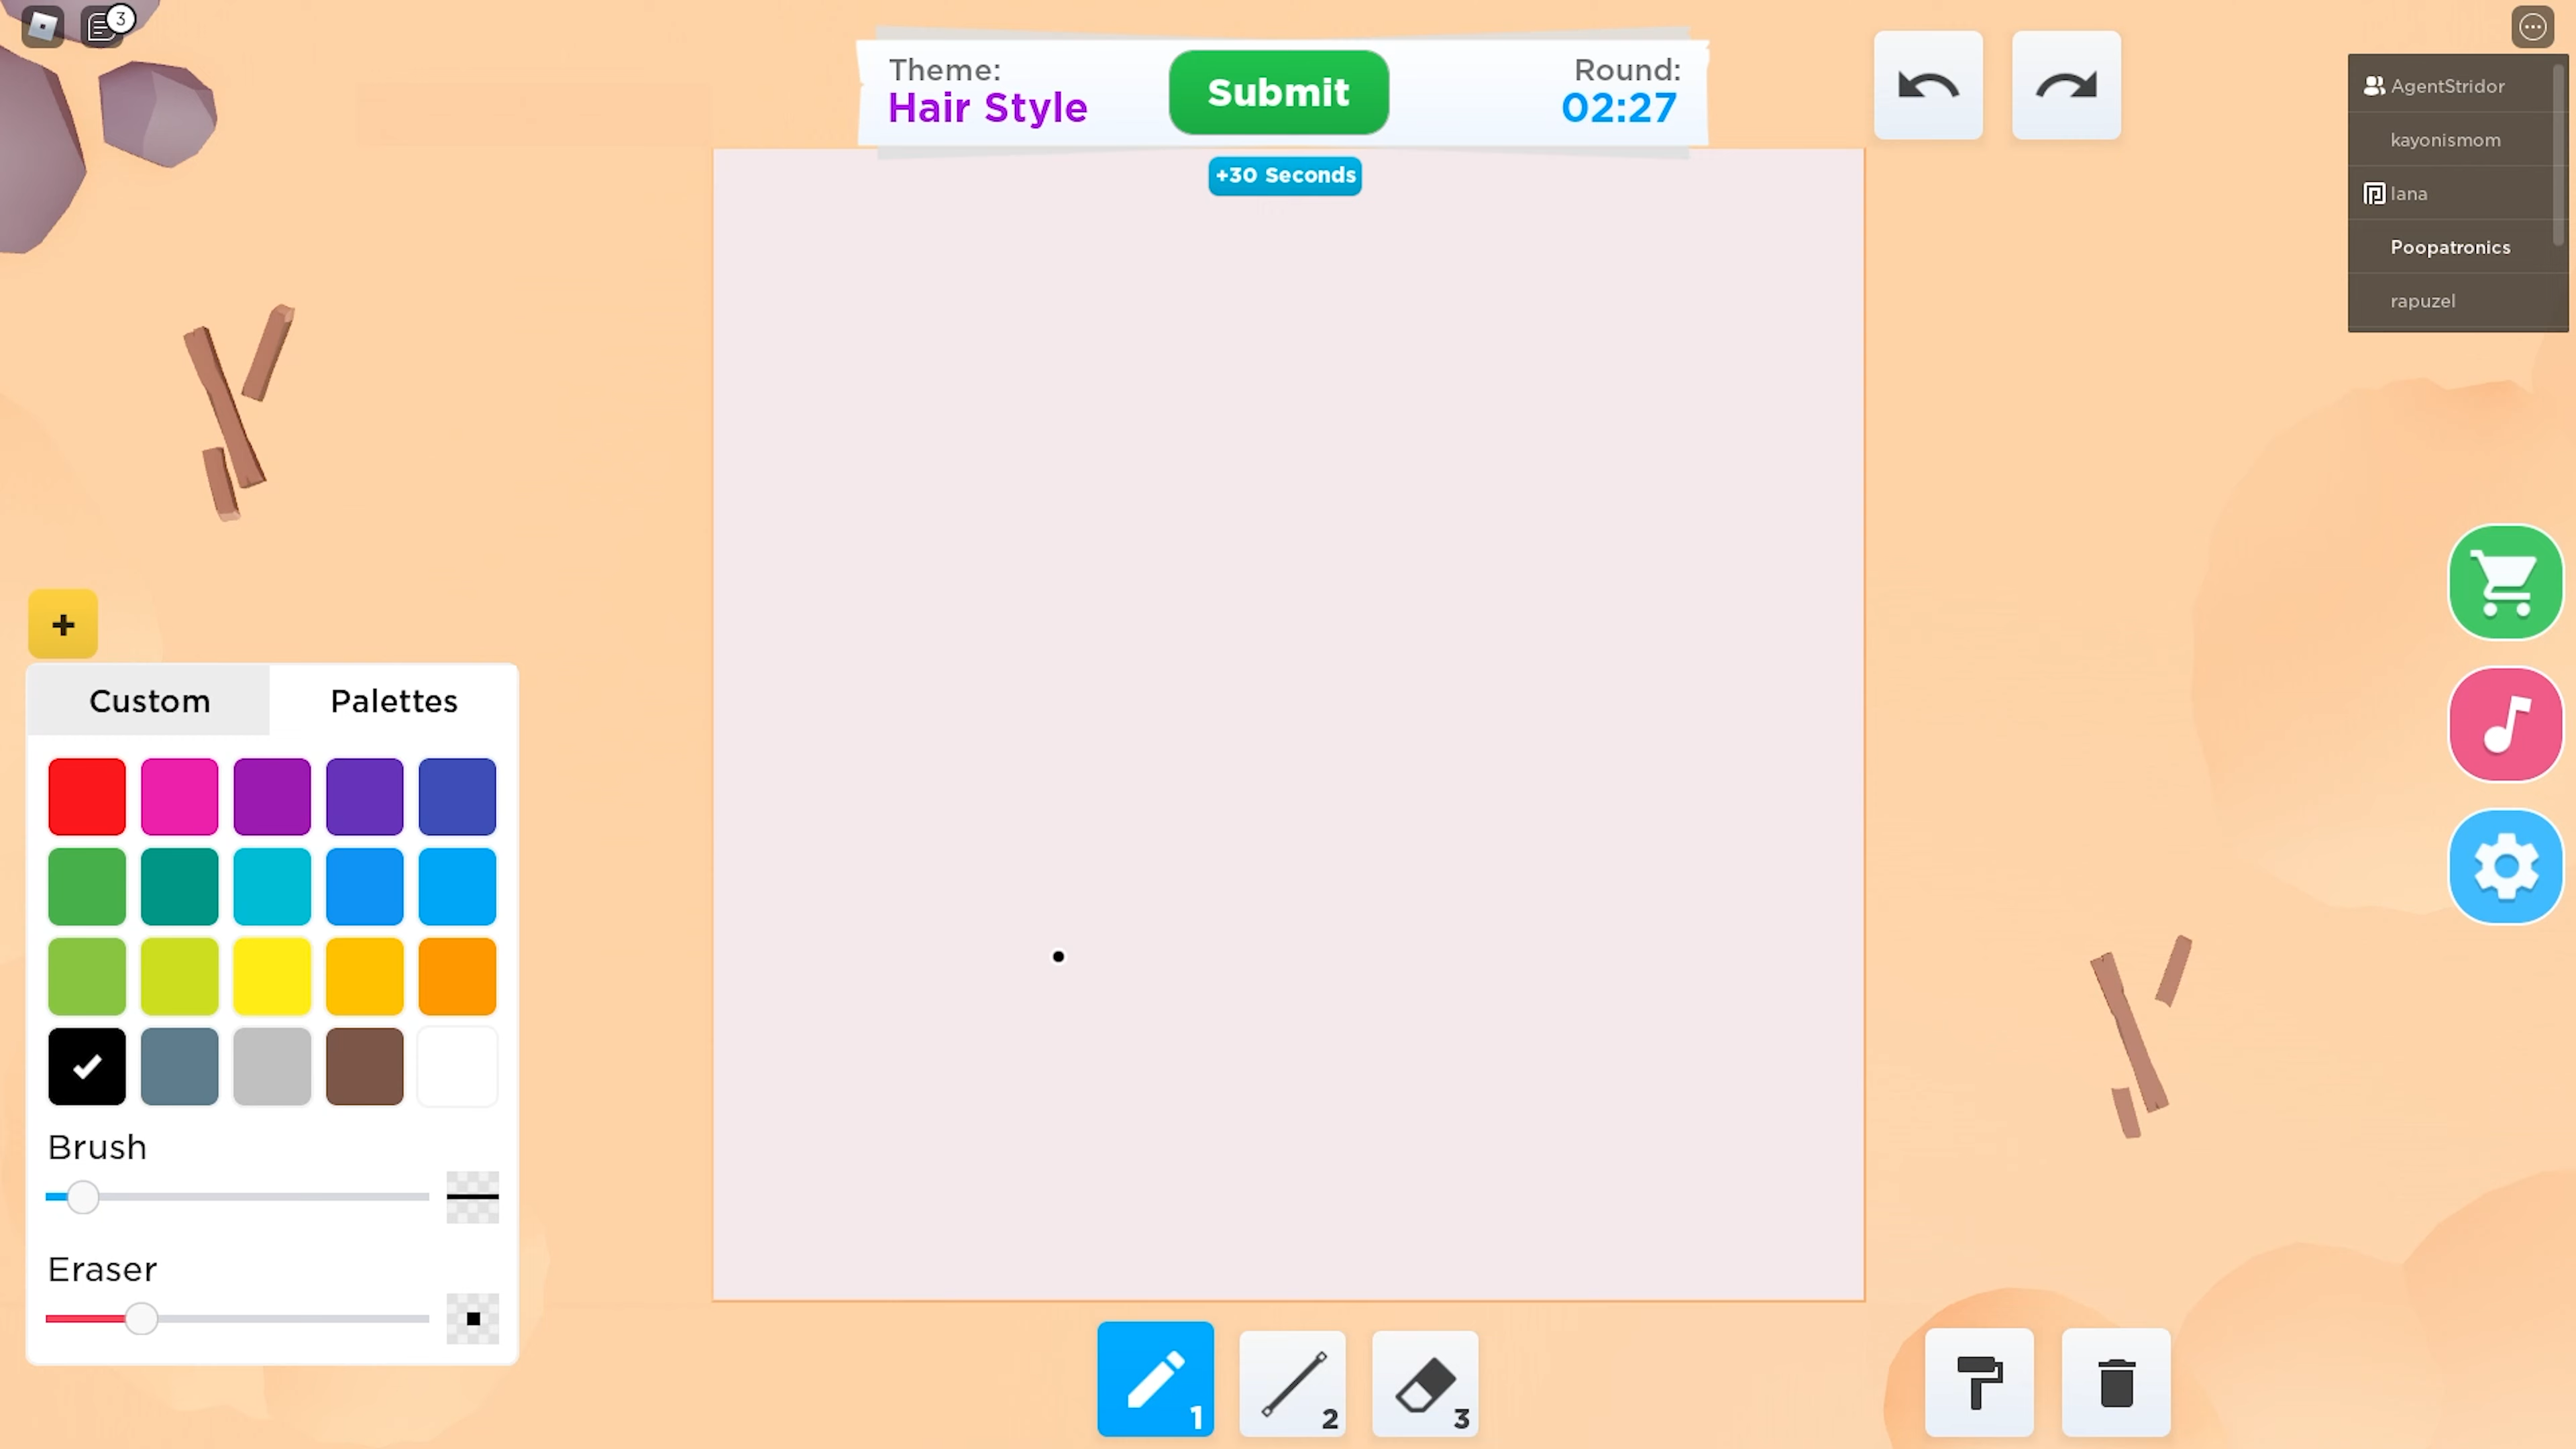 3
Theme:
Hair Style
Submit
Round:
02:27
+30 Seconds
AgentStridor
kayonismom
lana
Poopatronics
rapuzel
+
Custom
Palettes
Brush
Eraser
1
2
3